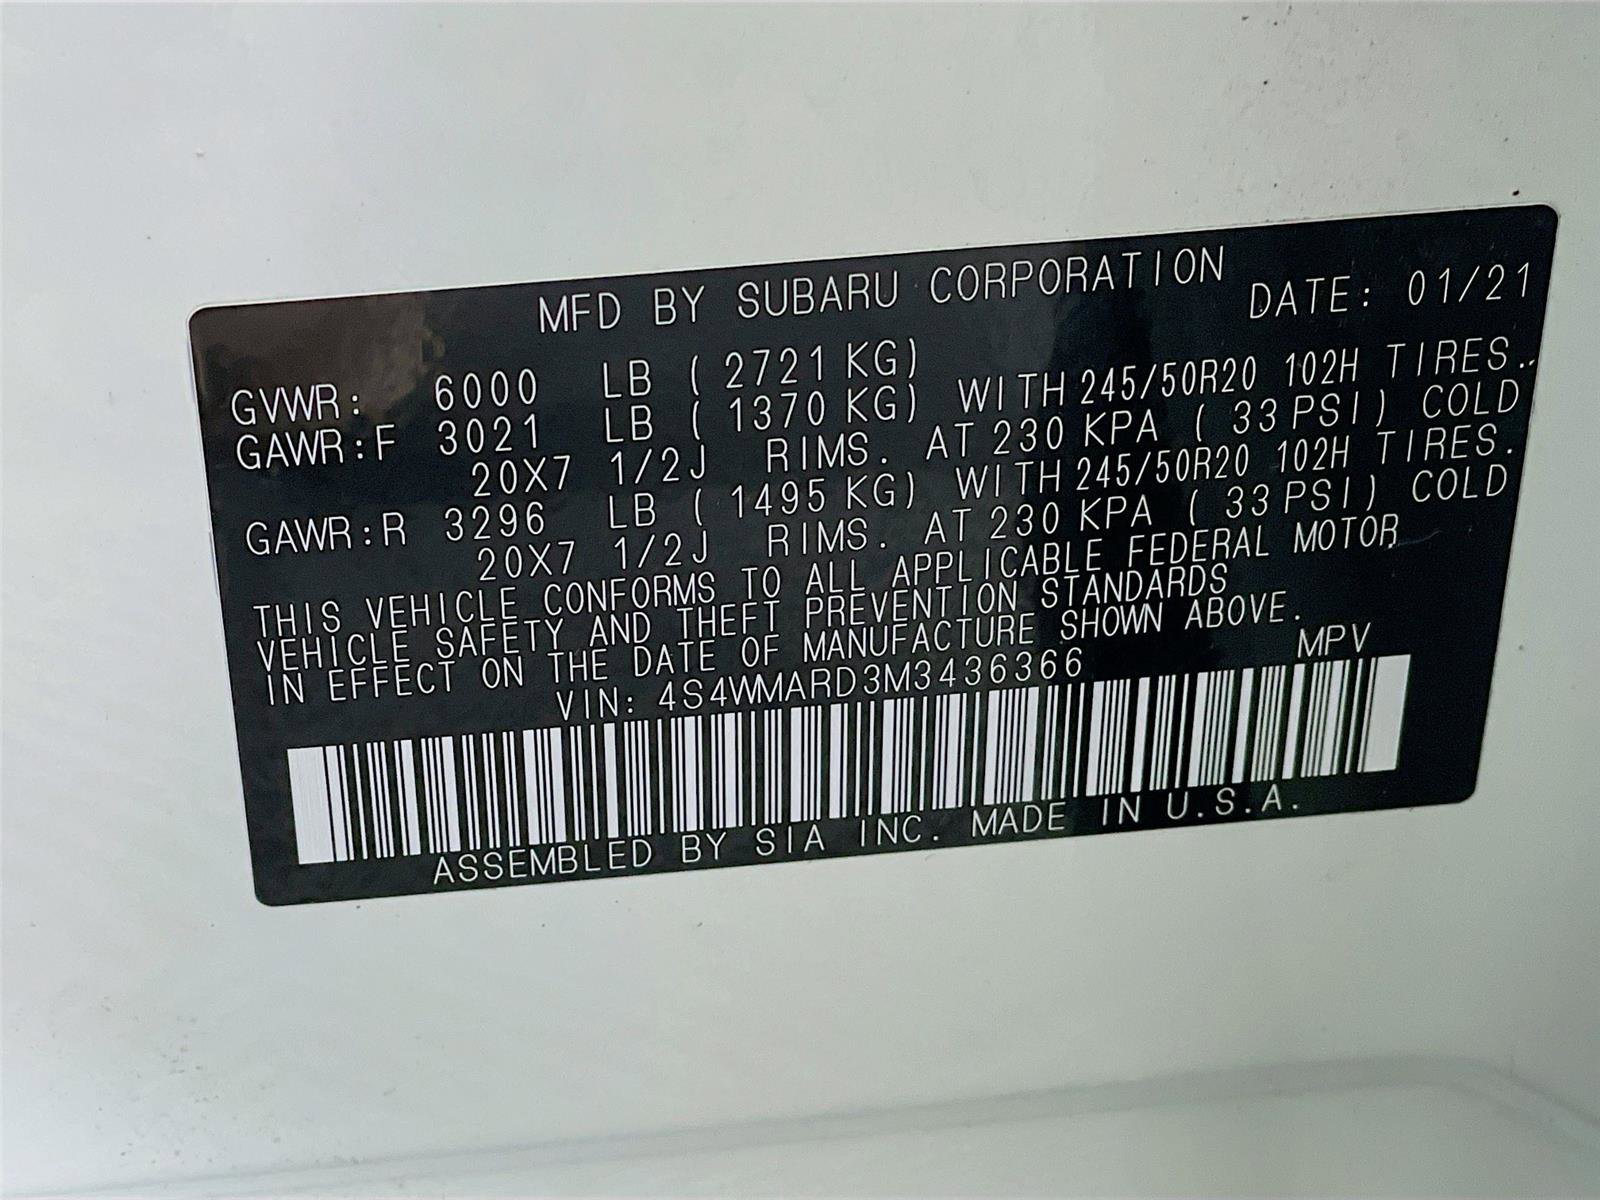 MFD BY SUBARU CORPORATION DATE: 01/21
GVWR: 6000 LB ( 2721 KG)
GAWR:F 3021 LB ( 1370 KG) WITH 245/50R20 102H TIRES.
20X7 1/2J RIMS. AT 230 KPA ( 33 PSI) COLD
GAWR:R 3296 LB ( 1495 KG) WITH 245/50R20 102H TIRES.
20X7 1/2J RIMS. AT 230 KPA ( 33 PSI) COLD
THIS VEHICLE CONFORMS TO ALL APPLICABLE FEDERAL MOTOR
VEHICLE SAFETY AND THEFT PREVENTION STANDARDS
IN EFFECT ON THE DATE OF MANUFACTURE SHOWN ABOVE.
VIN: 4S4WMARD3M3436366 MPV
ASSEMBLED BY SIA INC. MADE IN U.S.A.